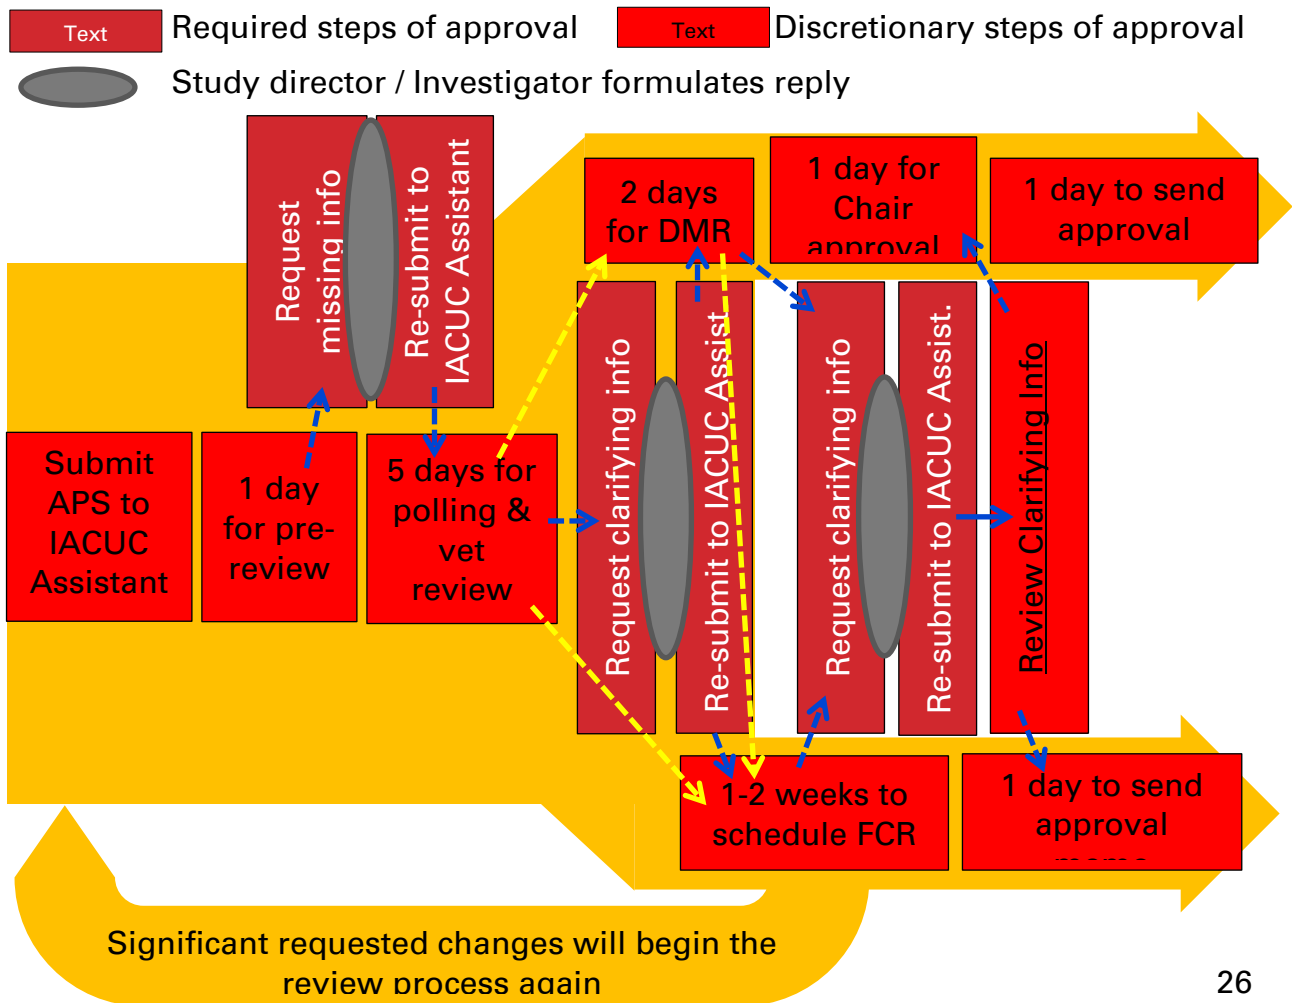 Text
Required steps of approval
Text
Discretionary steps of approval
Study director / Investigator formulates reply
Request
missing info
Re-submit to
IACUC Assistant
2 days
for DMR
1 day for
Chair
approval
1 day to send
approval
Submit
APS to
IACUC
Assistant
1 day
for pre-
review
5 days for
polling &
vet
review
Request clarifying info
Re-submit to IACUC Assist.
Request clarifying info
Re-submit to IACUC Assist.
Review Clarifying Info
1-2 weeks to
schedule FCR
1 day to send
approval
Significant requested changes will begin the
review process again
26